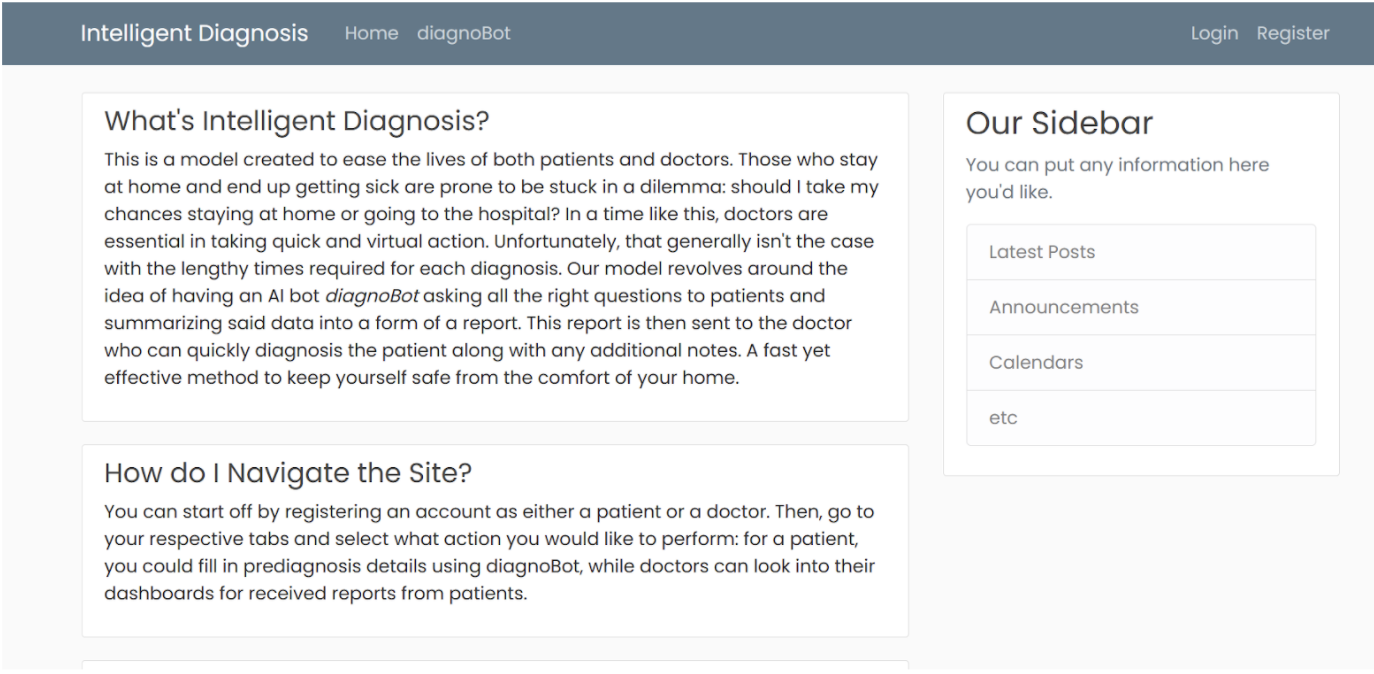 Intelligent Diagnosis Home diagnoBot Login Register
What's Intelligent Diagnosis?
This is a model created to ease the lives of both patients and doctors. Those who stay
at home and end up getting sick are prone to be stuck in a dilemma: should I take my
chances staying at home or going to the hospital? In a time like this, doctors are
essential in taking quick and virtual action. Unfortunately, that generally isn't the case
with the lengthy times required for each diagnosis. Our model revolves around the
idea of having an AI bot diagnoBot asking all the right questions to patients and
summarizing said data into a form of a report. This report is then sent to the doctor
who can quickly diagnosis the patient along with any additional notes. A fast yet
effective method to keep yourself safe from the comfort of your home.
How do I Navigate the Site?
You can start off by registering an account as either a patient or a doctor. Then, go to
your respective tabs and select what action you would like to perform: for a patient,
you could fill in prediagnosis details using diagnoBot, while doctors can look into their
dashboards for received reports from patients.
Our Sidebar
You can put any information here
you'd like.
Latest Posts
Announcements
Calendars
etc